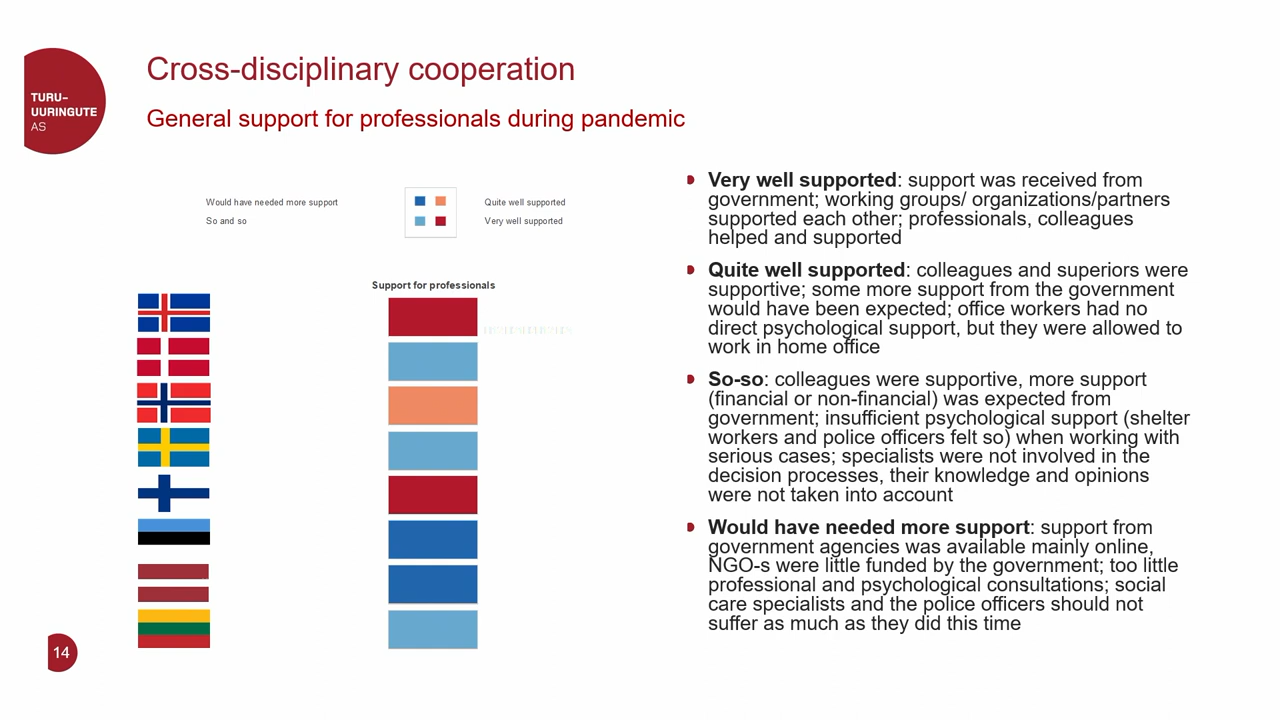 TURU-
UURINGUTE
AS
Cross-disciplinary cooperation
General support for professionals during pandemic
Would have needed more support
So and so
Quite well supported
Very well supported
Support for professionals
Very well supported: support was received from
government; working groups/ organizations/partners
supported each other; professionals, colleagues
helped and supported
Quite well supported: colleagues and superiors were
supportive; some more support from the government
would have been expected; office workers had no
direct psychological support, but they were allowed to
work in home office
So-so: colleagues were supportive, more support
(financial or non-financial) was expected from
government; insufficient psychological support (shelter
workers and police officers felt so) when working with
serious cases; specialists were not involved in the
decision processes, their knowledge and opinions
were not taken into account
Would have needed more support: support from
government agencies was available mainly online,
NGO-s were little funded by the government; too little
professional and psychological consultations; social
care specialists and the police officers should not
suffer as much as they did this time
14